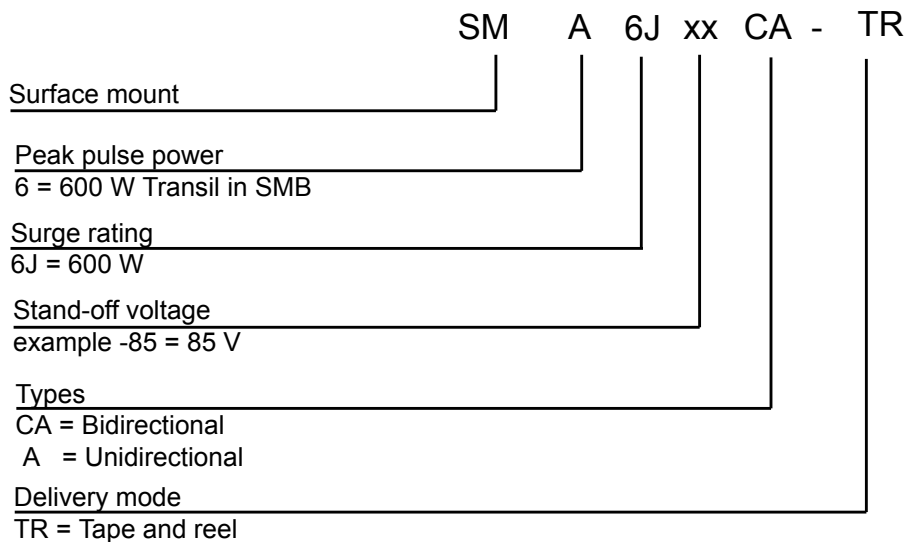 SM A 6J xx CA - TR
Surface mount
Peak pulse power
6 = 600 W Transil in SMB
Surge rating
6J = 600 W
Stand-off voltage
example -85 = 85 V
Types
CA = Bidirectional
A = Unidirectional
Delivery mode
TR = Tape and reel